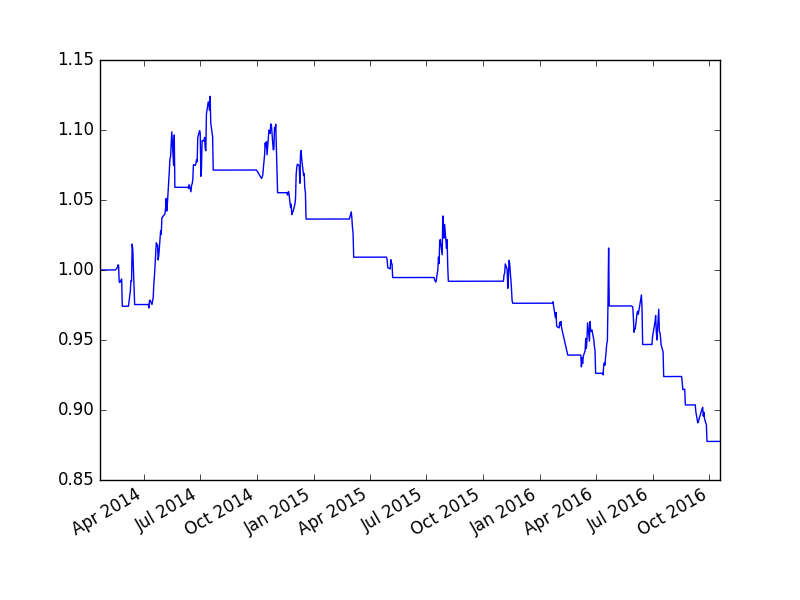 1.15
1.10
1.05
1.00
0.95
0.90
0.85
Apr 2014
Jul 2014
Oct 2014
Jan 2015
Apr 2015
Jul 2015
Oct 2015
Jan 2016
Apr 2016
Jul 2016
Oct 2016